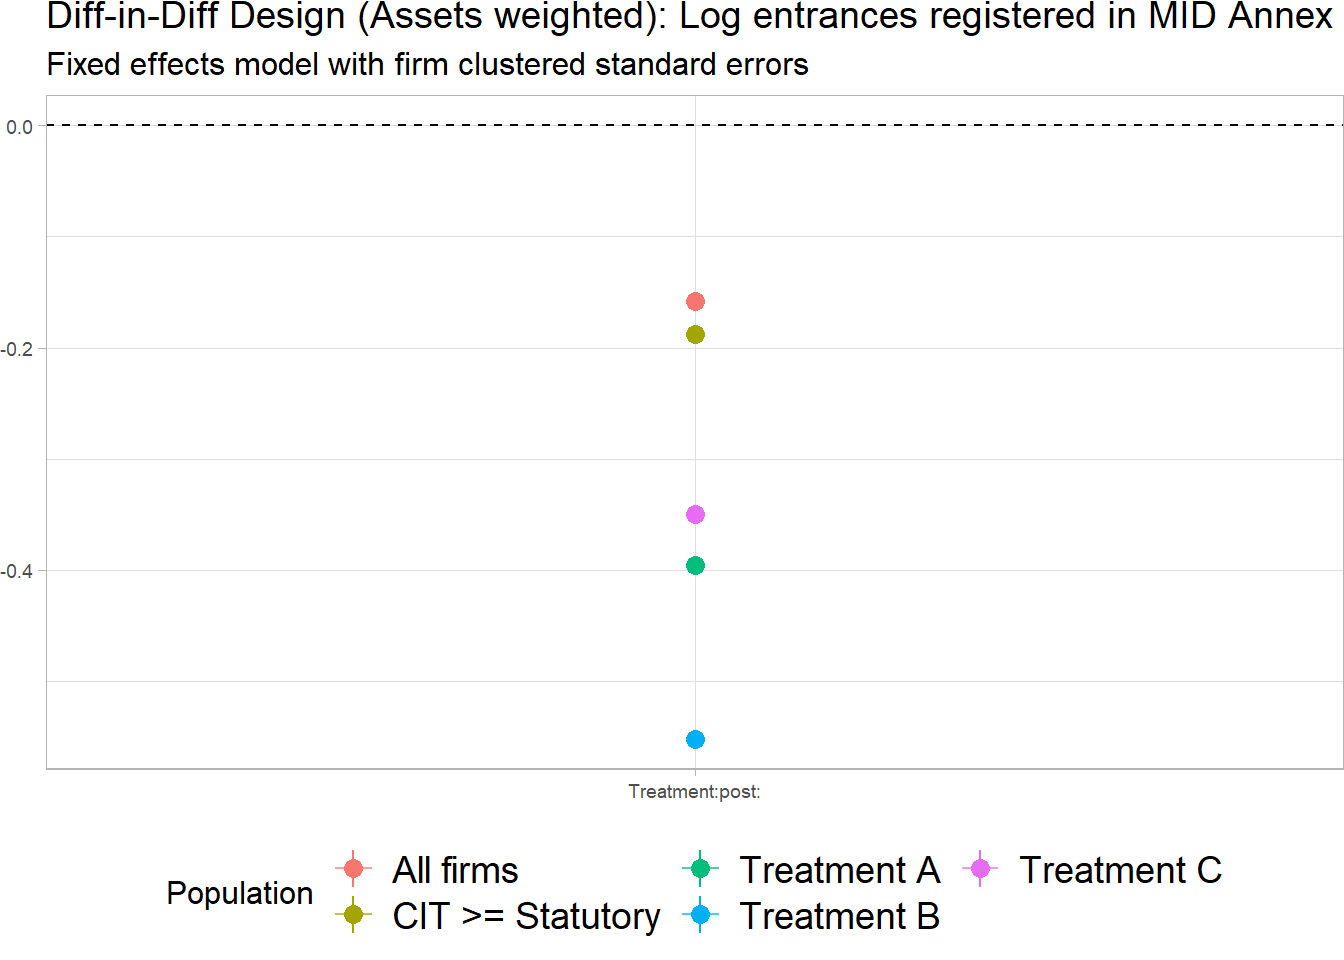 Diff-in-Diff Design (Assets weighted): Log entrances registered in MID Annex
Fixed effects model with firm clustered standard errors
0.0
-0.2
-0.4
Treatment:post:
Population
All firms
CIT >= Statutory
Treatment A
Treatment B
Treatment C